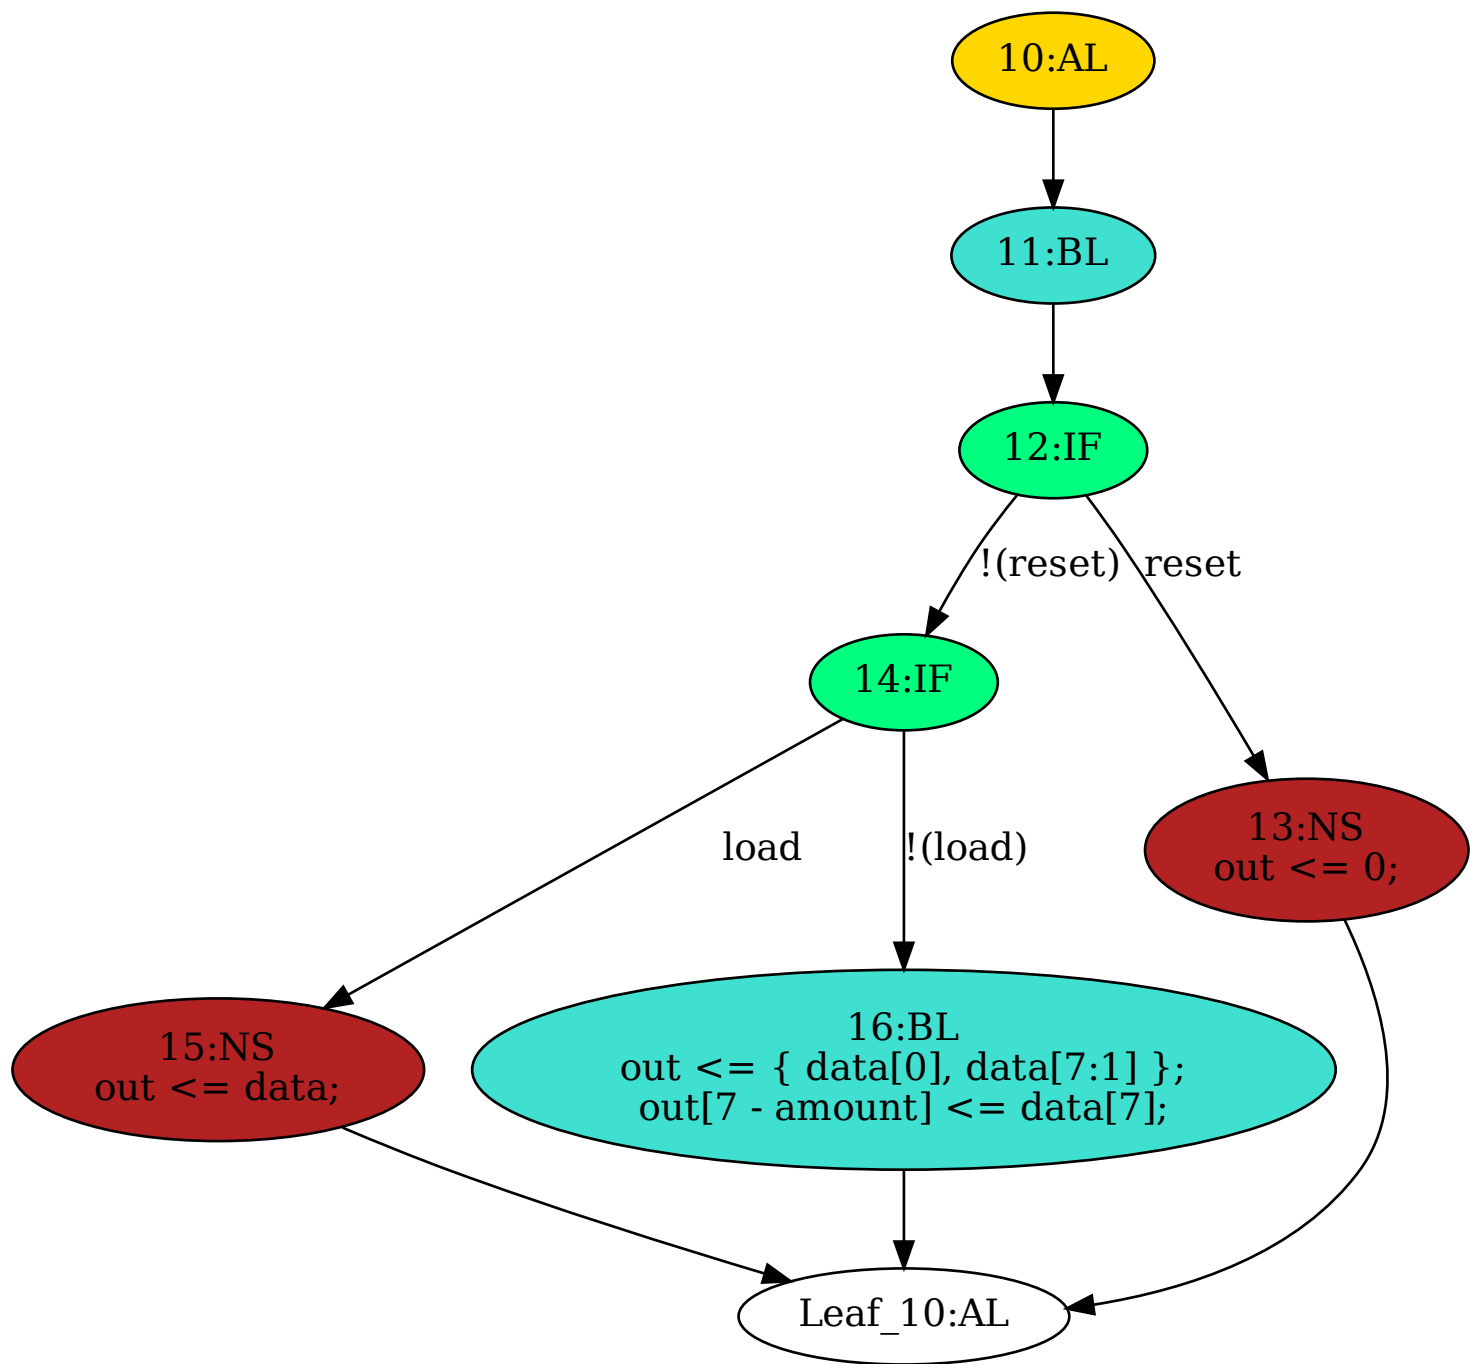 10:AL
11:BL
12:IF
!(reset)
reset
14:IF
load
!(load)
13:NS
out <= 0;
15:NS
out <= data;
16:BL
out <= { data[0], data[7:1] };
out[7 - amount] <= data[7];
Leaf_10:AL